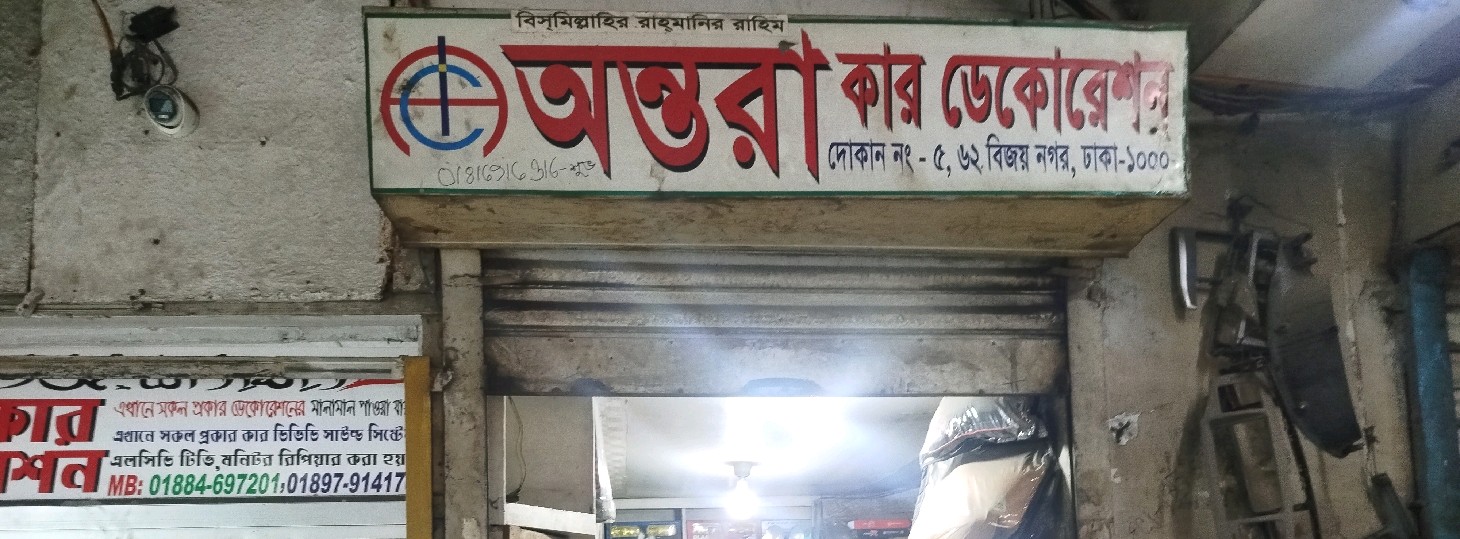 বিস্‌মিল্লাহির রাহ্‌মানির রাহিম
অন্তরা কার ডেকোরেশন
দোকান নং - ৫, ৬২ বিজয় নগর, ঢাকা-১০০০
কার
শন
এখানে সকল প্রকার ডেকোরেশনের মালামাল পাওয়া যা
এখানে সকল প্রকার কার ডিভিডি সাউন্ড সিস্টে
এলসিডি টিভি, মনিটর রিপিয়ার করা হয়
MB: 01884-697201,01897-91417